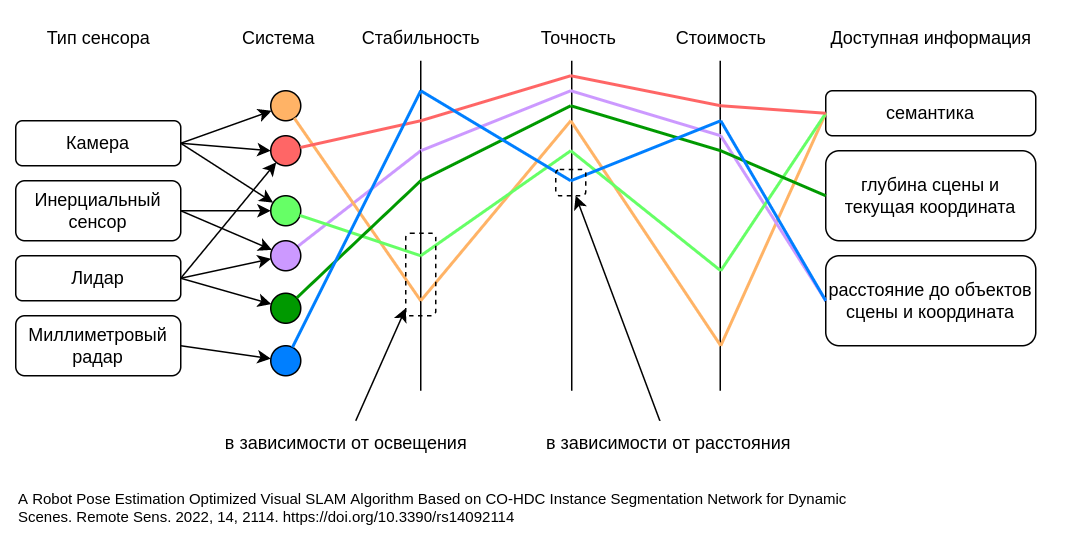 Тип сенсора
Система
Стабильность
Точность
Стоимость
Доступная информация
Камера
Инерциальный
сенсор
Лидар
Миллиметровый
радар
семантика
глубина сцены и
текущая координата
расстояние до объектов
сцены и координата
в зависимости от освещения
в зависимости от расстояния
A Robot Pose Estimation Optimized Visual SLAM Algorithm Based on CO-HDC Instance Segmentation Network for Dynamic
Scenes. Remote Sens. 2022, 14, 2114. https://doi.org/10.3390/rs14092114